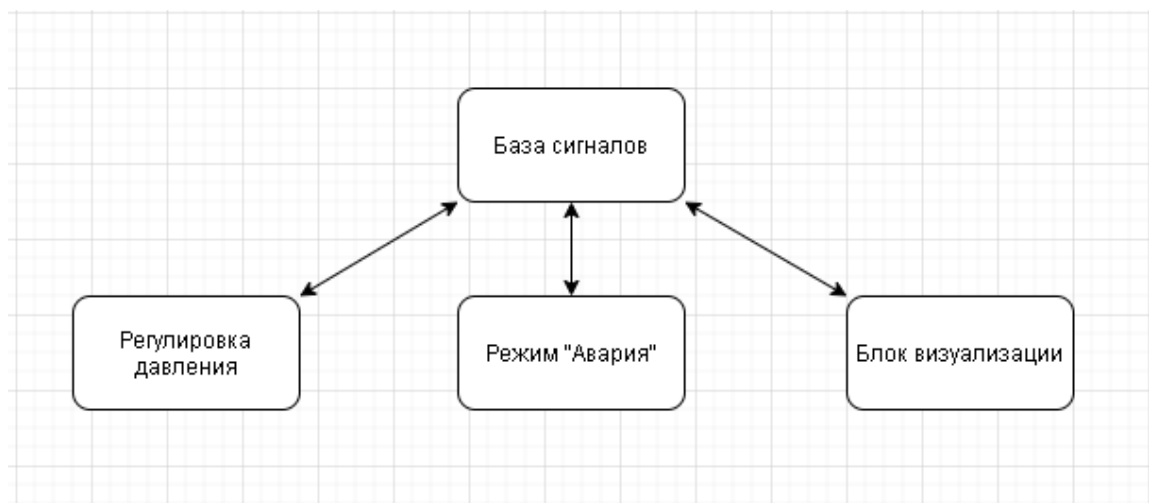 База сигналов
Регулировка
давления
Режим "Авария"
Блок визуализации